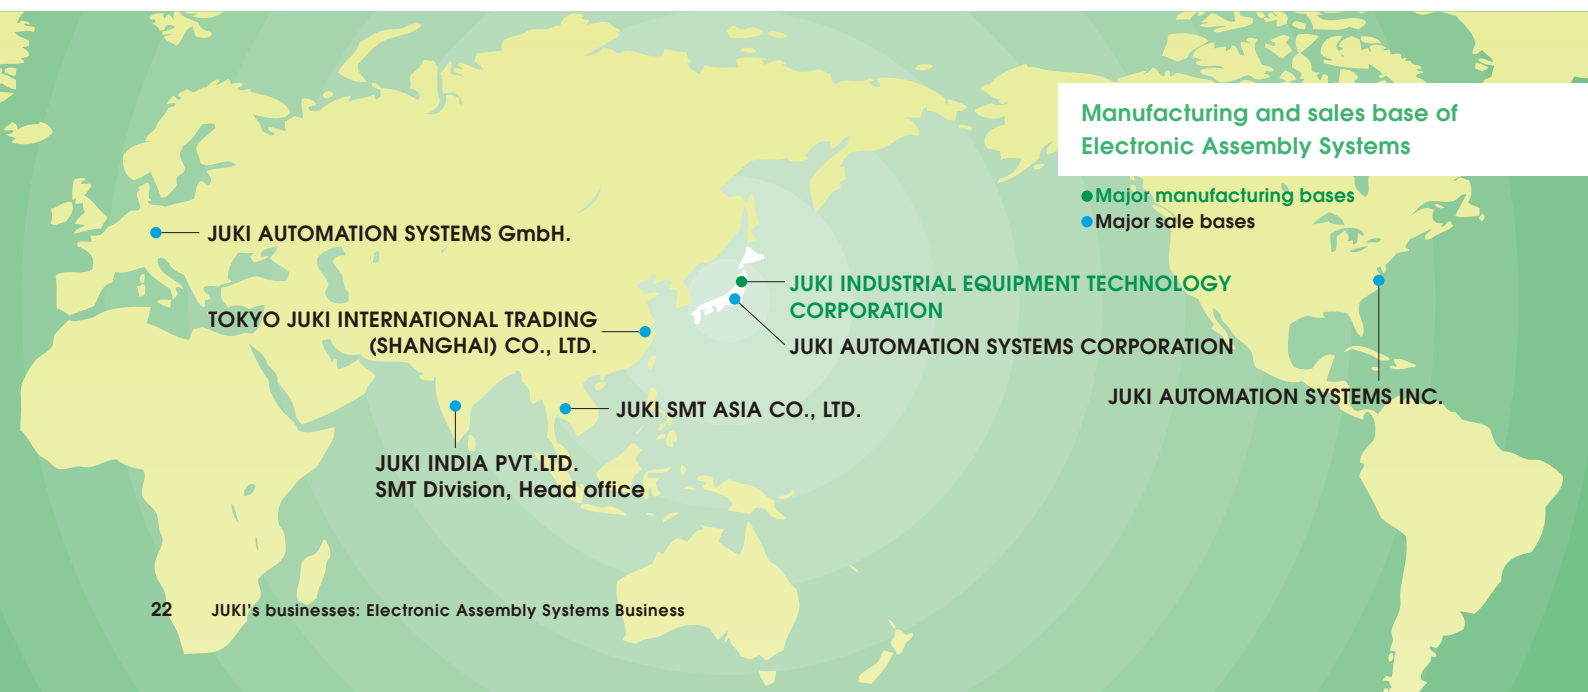 Manufacturing and sales base of
Electronic Assembly Systems
●Major manufacturing bases
●Major sale bases
JUKI AUTOMATION SYSTEMS GmbH.
JUKI INDUSTRIAL EQUIPMENT TECHNOLOGY
CORPORATION
TOKYO JUKI INTERNATIONAL TRADING
(SHANGHAI) CO., LTD.
JUKI AUTOMATION SYSTEMS CORPORATION
JUKI AUTOMATION SYSTEMS INC.
JUKI SMT ASIA CO., LTD.
JUKI INDIA PVT.LTD.
SMT Division, Head office
22 JUKI's businesses: Electronic Assembly Systems Business